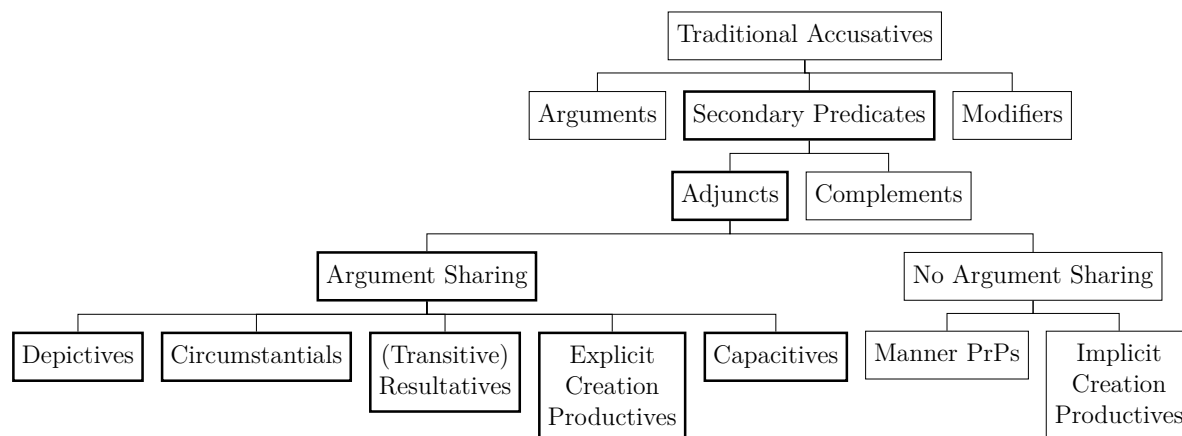 Traditional Accusatives
Arguments
Secondary Predicates
Modifiers
Adjuncts
Complements
Argument Sharing
No Argument Sharing
Depictives
Circumstantials
(Transitive)
Resultatives
Explicit
Creation
Productives
Capacitives
Manner PrPs
Implicit
Creation
Productives